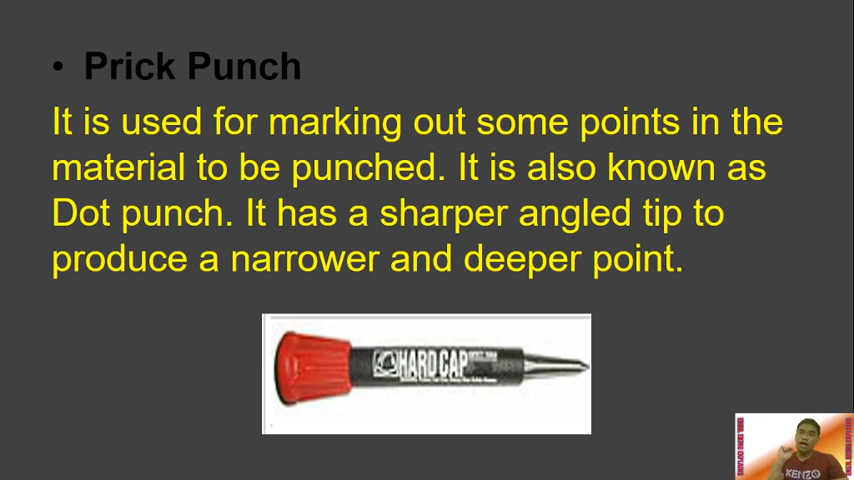 • Prick Punch
It is used for marking out some points in the
material to be punched. It is also known as
Dot punch. It has a sharper angled tip to
produce a narrower and deeper point.
HARD CAP
KENZO